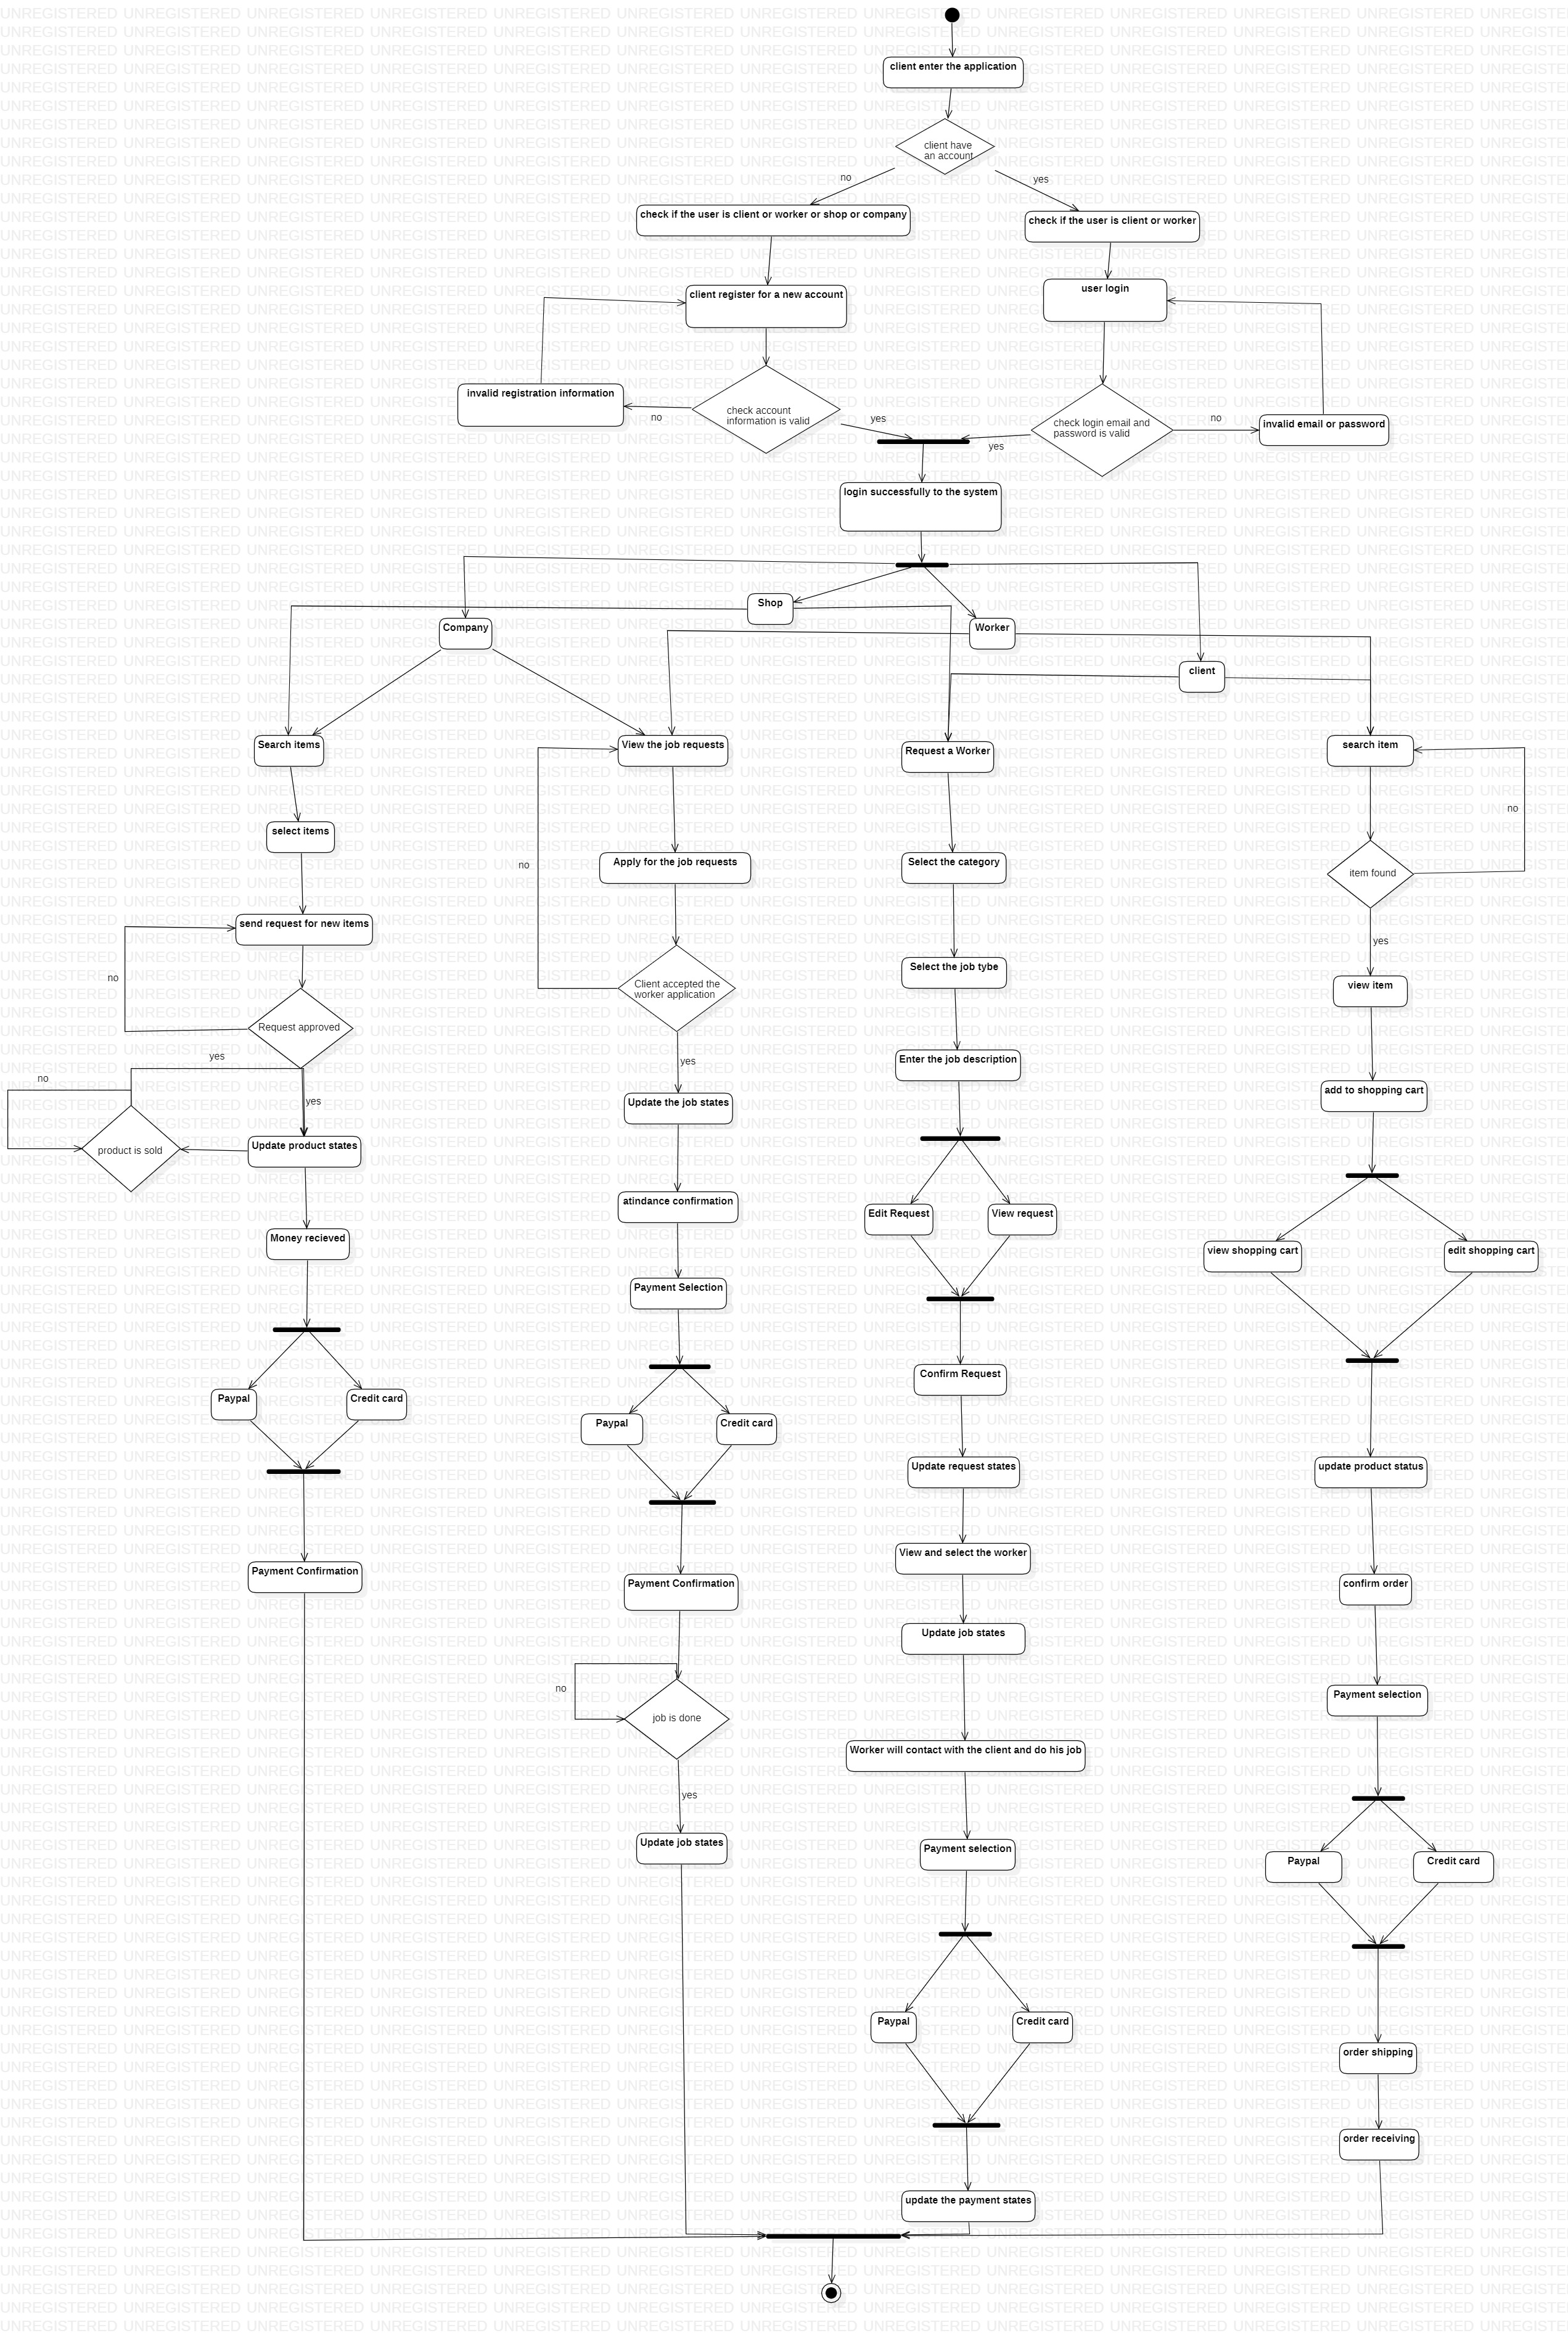 client enter the application
client have
an account
no
yes
check if the user is client or worker or shop or company
check if the user is client or worker
client register for a new account
user login
invalid registration information
no
check account
information is valid
yes
yes
check login email and
password is valid
no
invalid email or password
login successfully to the system
Shop
Company
Worker
client
Search items
select items
send request for new items
no
Request approved
yes
no
yes
product is sold
Update product states
Money recieved
Paypal
Credit card
Payment Confirmation
View the job requests
no
Apply for the job requests
Client accepted the
worker application
yes
Update the job states
atindance confirmation
Payment Selection
Paypal
Credit card
Payment Confirmation
no
job is done
yes
Update job states
Request a Worker
Select the category
Select the job tybe
Enter the job description
Edit Request
View request
Confirm Request
Update request states
View and select the worker
Update job states
Worker will contact with the client and do his job
Payment selection
Paypal
Credit card
update the payment states
search item
no
item found
yes
view item
add to shopping cart
view shopping cart
edit shopping cart
update product status
confirm order
Payment selection
Paypal
Credit card
order shipping
order receiving
UNREGISTERED